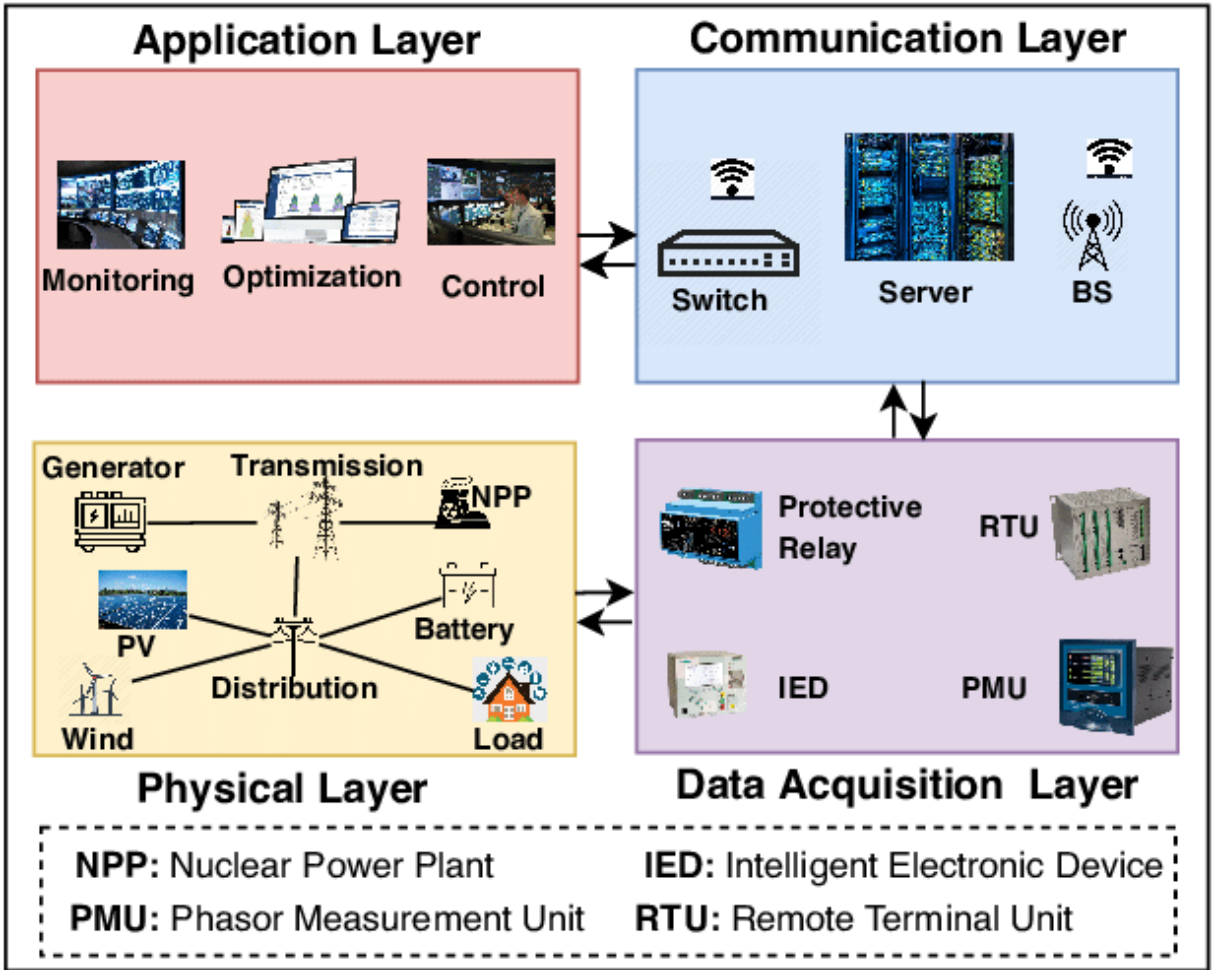 Application Layer
Communication Layer
Monitoring
Optimization
Control
Switch
Server
BS
Generator
Transmission
NPP
PV
Battery
Distribution
Wind
Load
Protective
Relay
RTU
IED
PMU
Physical Layer
Data Acquisition Layer
NPP: Nuclear Power Plant
IED: Intelligent Electronic Device
PMU: Phasor Measurement Unit
RTU: Remote Terminal Unit